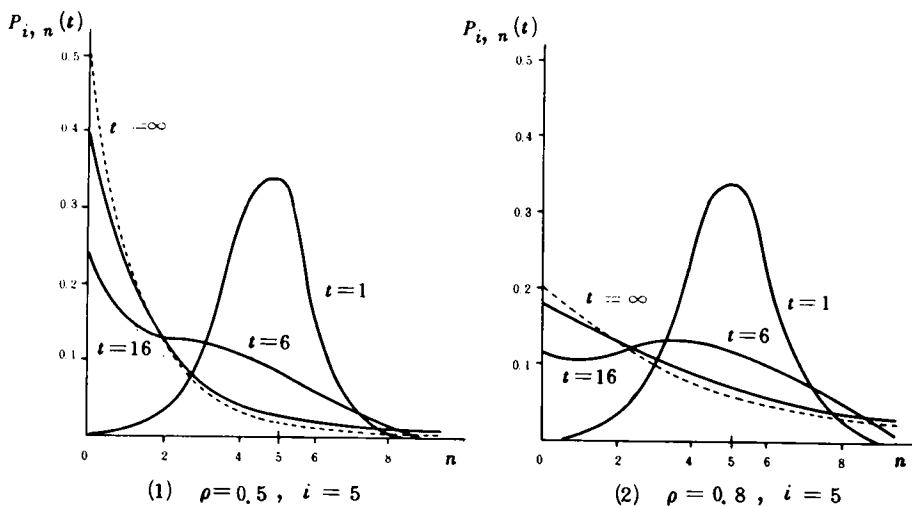 P_{i, n}(t)
0.5
0.4
0.3
0.2
0.1
t = ∞
t = 1
t = 6
t = 16
0 2 4 5 6 8 n
(1) ρ = 0.5 , i = 5
P_{i, n}(t)
0.5
0.4
0.3
0.2
0.1
t = ∞
t = 1
t = 6
t = 16
0 2 4 5 6 8 n
(2) ρ = 0.8 , i = 5